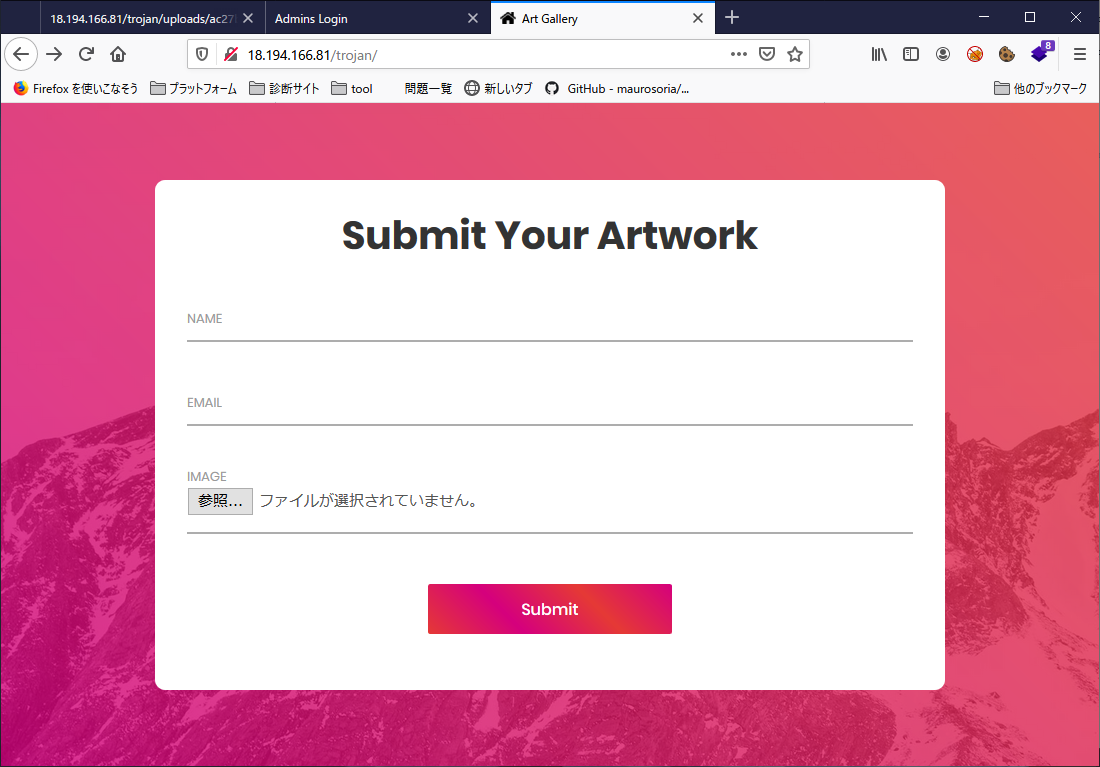 18.194.166.81/trojan/uploads/ac27
Admins Login
Art Gallery
18.194.166.81/trojan/
8
Firefox を使いこなそう
プラットフォーム
診断サイト
tool
問題一覧
新しいタブ
GitHub - maurosoria/...
他のブックマーク
Submit Your Artwork
NAME
EMAIL
IMAGE
参照... ファイルが選択されていません。
Submit